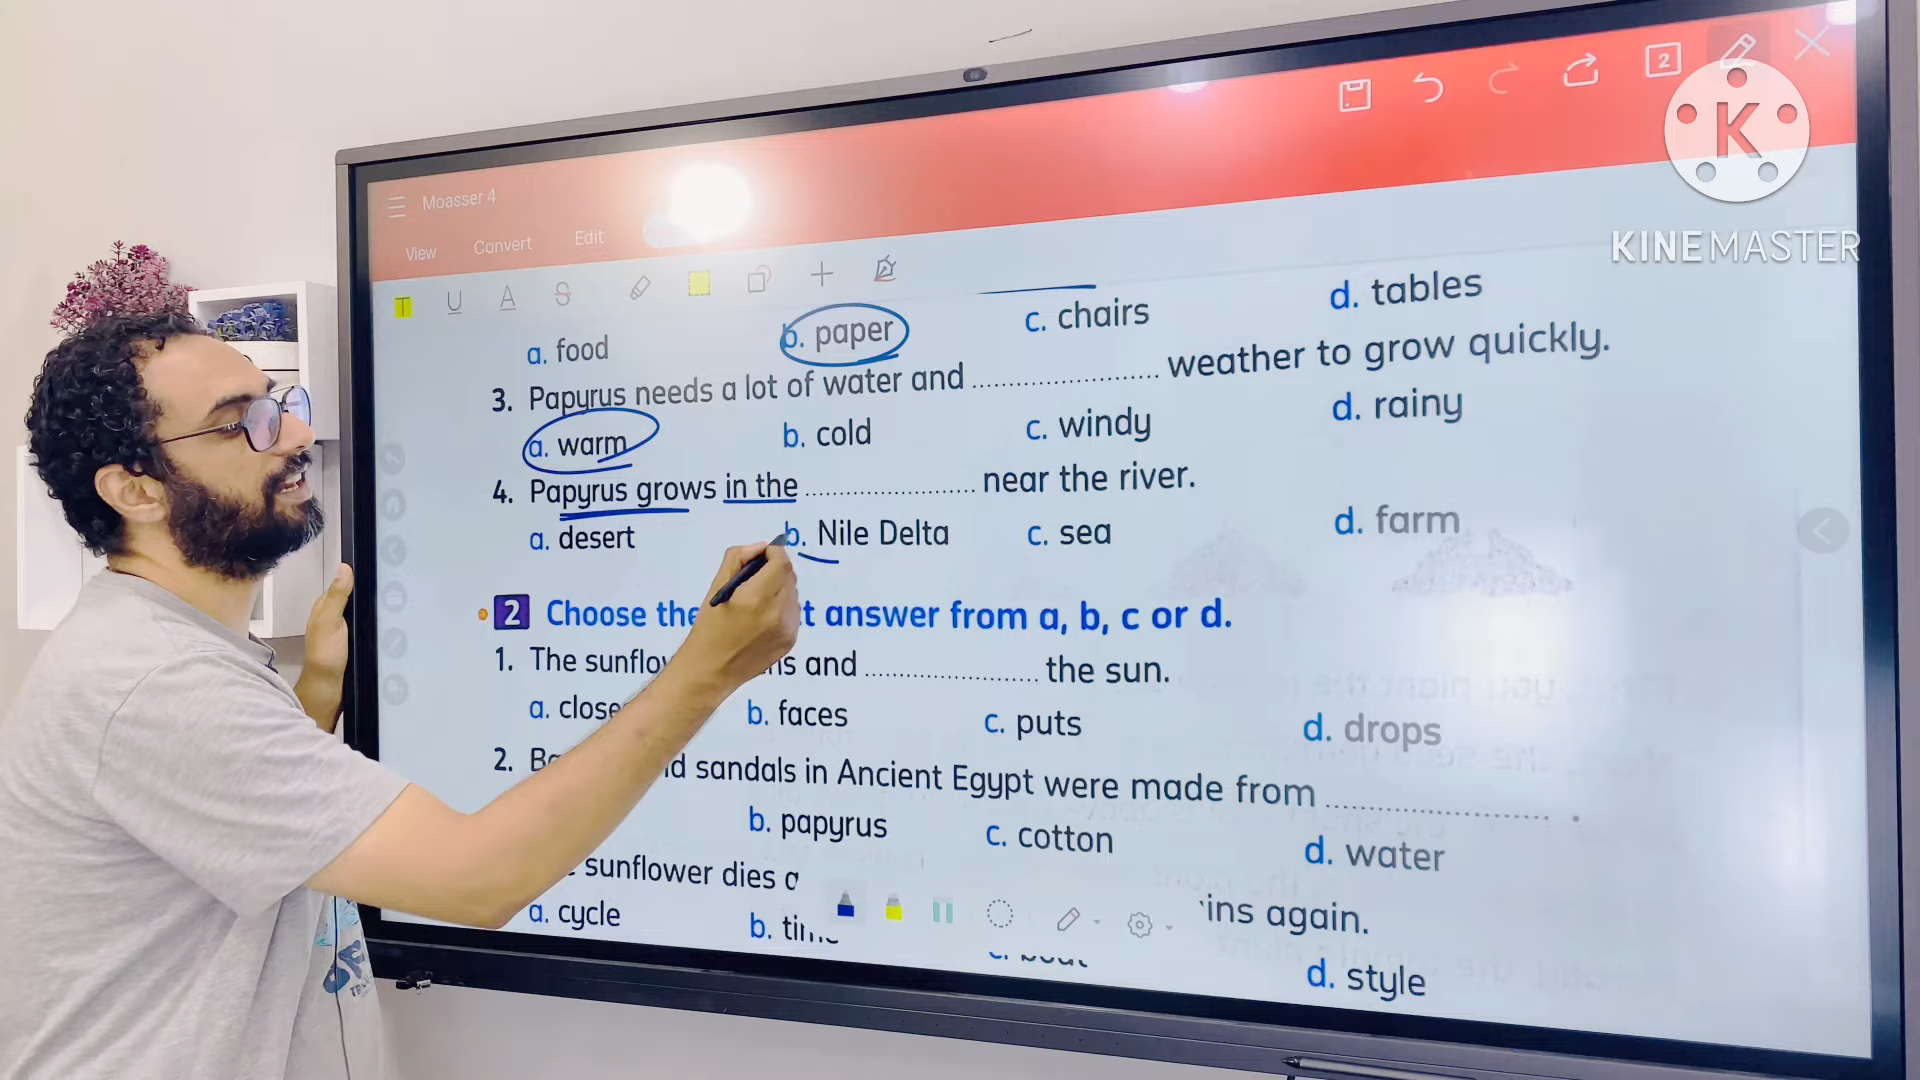 K
KINEMASTER
2
Moasser 4
View Convert Edit
T U A S
a. food b. paper c. chairs d. tables
3. Papyrus needs a lot of water and .......................... weather to grow quickly.
a. warm b. cold c. windy d. rainy
4. Papyrus grows in the .......................... near the river.
a. desert b. Nile Delta c. sea d. farm
2 Choose the answer from a, b, c or d.
1. The and .......................... the sun.
b. faces c. puts d. drops
2. sandals in Ancient Egypt were made from ..........................
b. papyrus c. cotton d. water
sunflower dies again.
a. cycle b. d. style